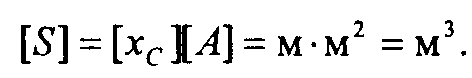 [S] = [x_C][A] = м · м² = м³.